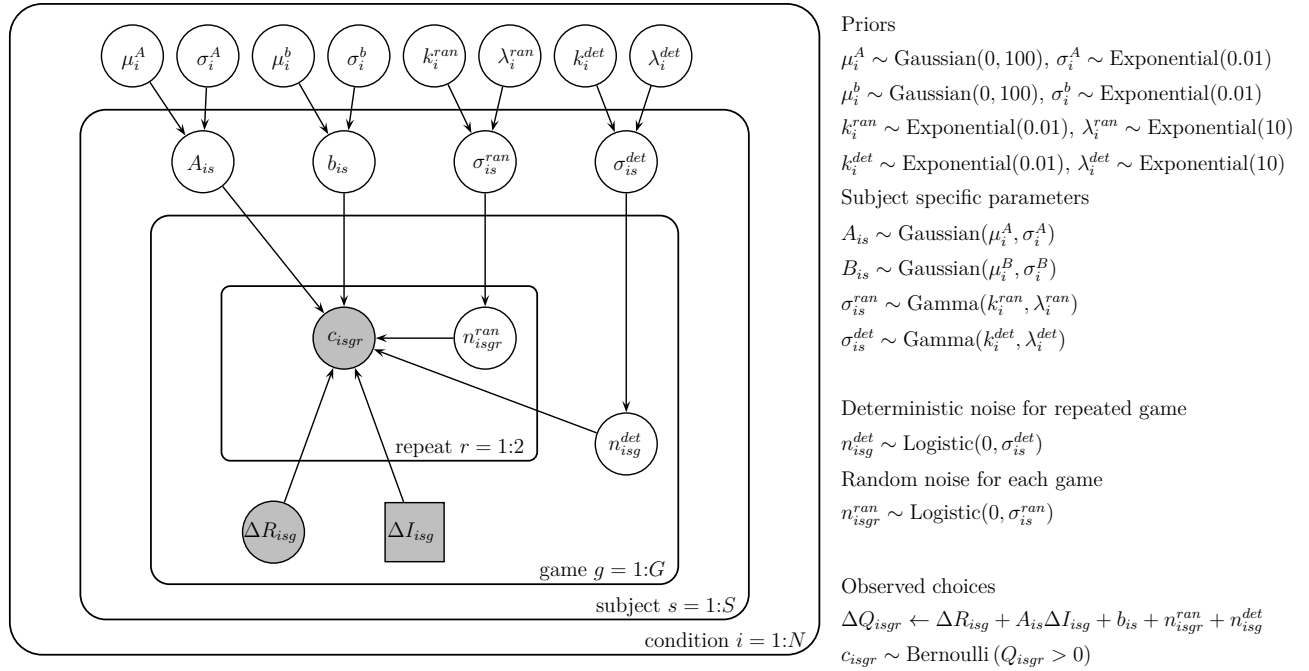 μ_i^A σ_i^A μ_i^b σ_i^b k_i^{ran} λ_i^{ran} k_i^{det} λ_i^{det}
A_{is} b_{is} σ_{is}^{ran} σ_{is}^{det}
c_{isgr} n_{isgr}^{ran}
n_{isg}^{det}
repeat r = 1:2
ΔR_{isg} ΔI_{isg}
game g = 1:G
subject s = 1:S
condition i = 1:N
Priors
μ_i^A ∼ Gaussian(0, 100), σ_i^A ∼ Exponential(0.01)
μ_i^b ∼ Gaussian(0, 100), σ_i^b ∼ Exponential(0.01)
k_i^{ran} ∼ Exponential(0.01), λ_i^{ran} ∼ Exponential(10)
k_i^{det} ∼ Exponential(0.01), λ_i^{det} ∼ Exponential(10)
Subject specific parameters
A_{is} ∼ Gaussian(μ_i^A, σ_i^A)
B_{is} ∼ Gaussian(μ_i^B, σ_i^B)
σ_{is}^{ran} ∼ Gamma(k_i^{ran}, λ_i^{ran})
σ_{is}^{det} ∼ Gamma(k_i^{det}, λ_i^{det})
Deterministic noise for repeated game
n_{isg}^{det} ∼ Logistic(0, σ_{is}^{det})
Random noise for each game
n_{isgr}^{ran} ∼ Logistic(0, σ_{is}^{ran})
Observed choices
ΔQ_{isgr} ← ΔR_{isg} + A_{is}ΔI_{isg} + b_{is} + n_{isgr}^{ran} + n_{isg}^{det}
c_{isgr} ∼ Bernoulli (Q_{isgr} > 0)